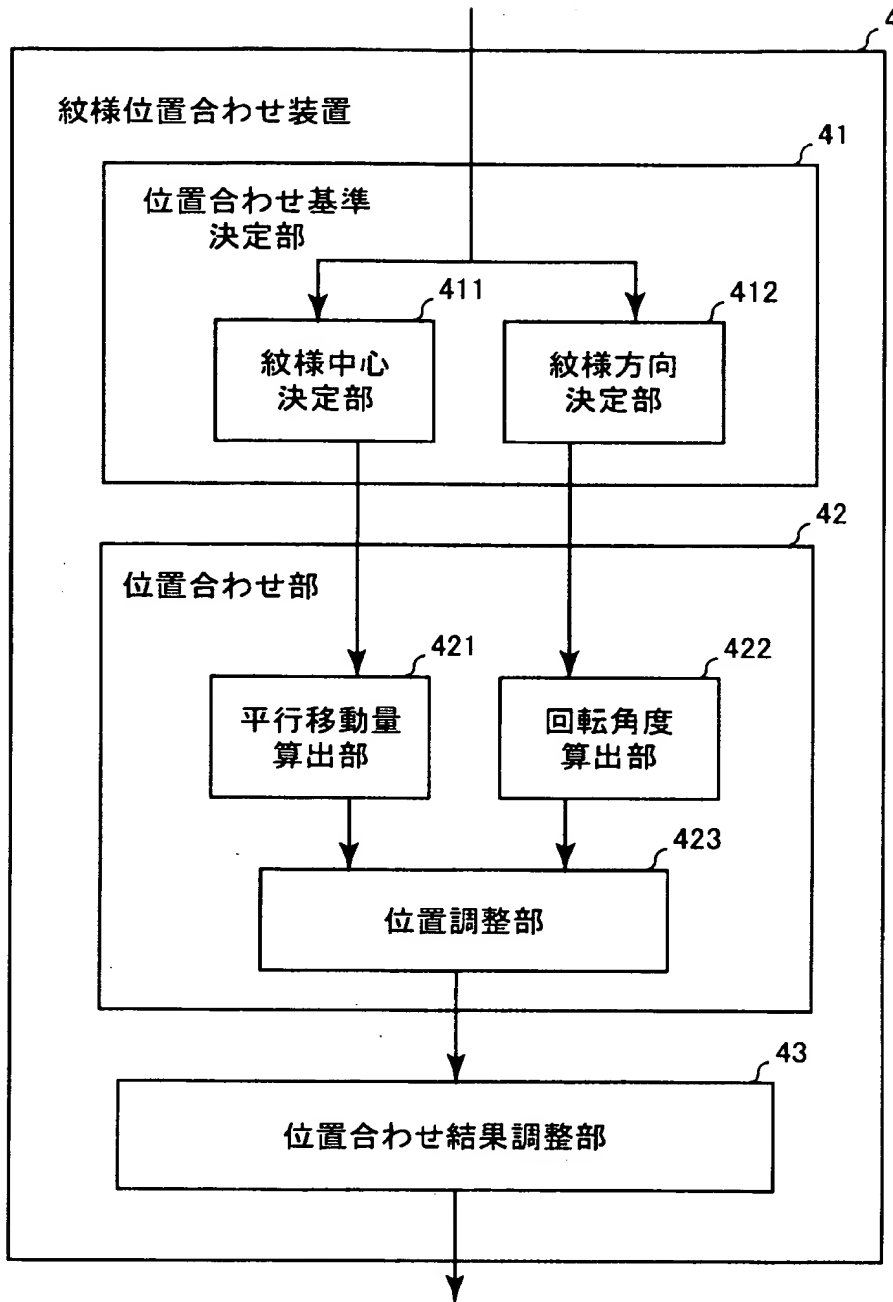 4
紋様位置合わせ装置
41
位置合わせ基準
決定部
411
412
紋様中心
決定部
紋様方向
決定部
42
位置合わせ部
421
422
平行移動量
算出部
回転角度
算出部
423
位置調整部
43
位置合わせ結果調整部